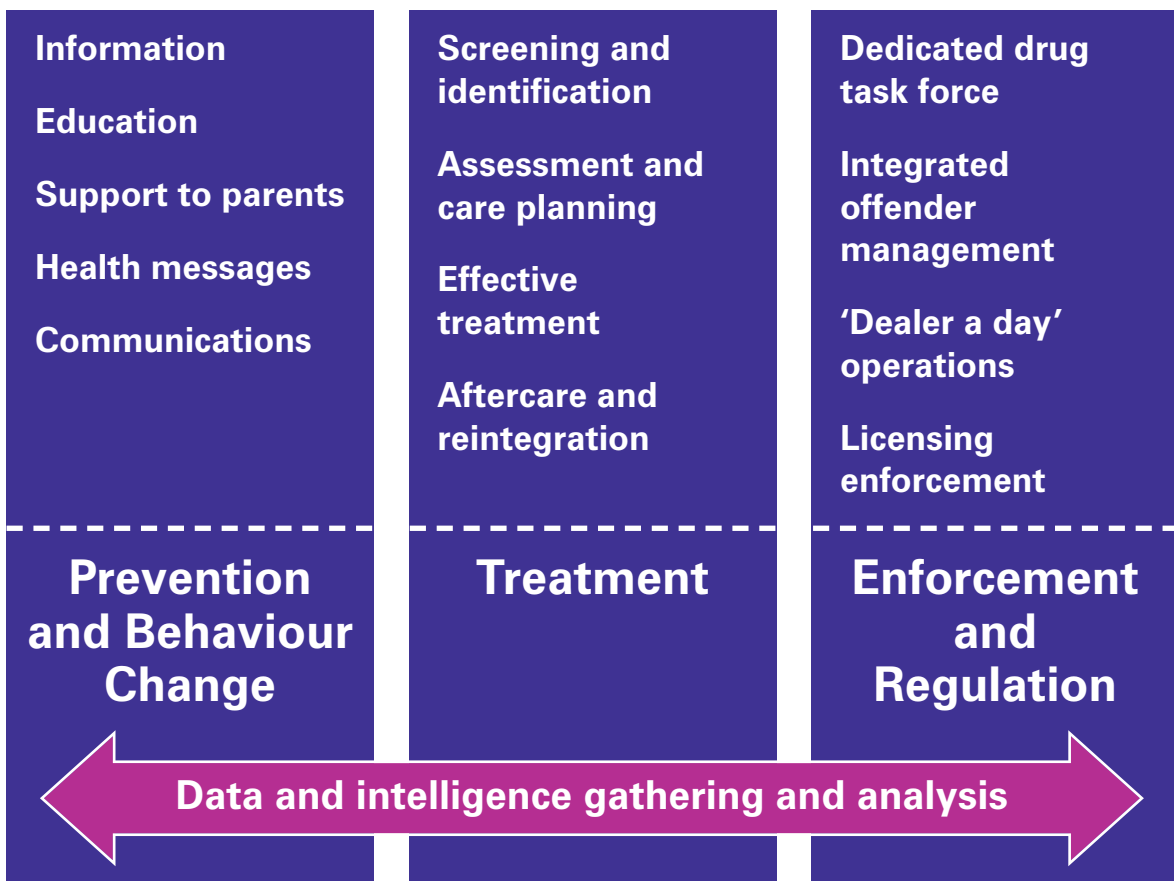 Information
Education
Support to parents
Health messages
Communications
Prevention
and Behaviour
Change
Screening and
identification
Assessment and
care planning
Effective
treatment
Aftercare and
reintegration
Treatment
Dedicated drug
task force
Integrated
offender
management
‘Dealer a day’
operations
Licensing
enforcement
Enforcement
and
Regulation
Data and intelligence gathering and analysis